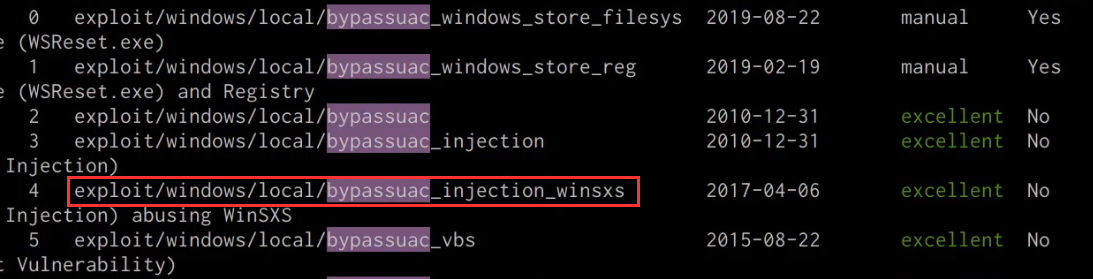 0 exploit/windows/local/bypassuac_windows_store_filesys 2019-08-22 manual Yes
e (WSReset.exe)
1 exploit/windows/local/bypassuac_windows_store_reg 2019-02-19 manual Yes
e (WSReset.exe) and Registry
2 exploit/windows/local/bypassuac 2010-12-31 excellent No
3 exploit/windows/local/bypassuac_injection 2010-12-31 excellent No
Injection)
4 exploit/windows/local/bypassuac_injection_winsxs 2017-04-06 excellent No
Injection) abusing WinSXS
5 exploit/windows/local/bypassuac_vbs 2015-08-22 excellent No
t Vulnerability)